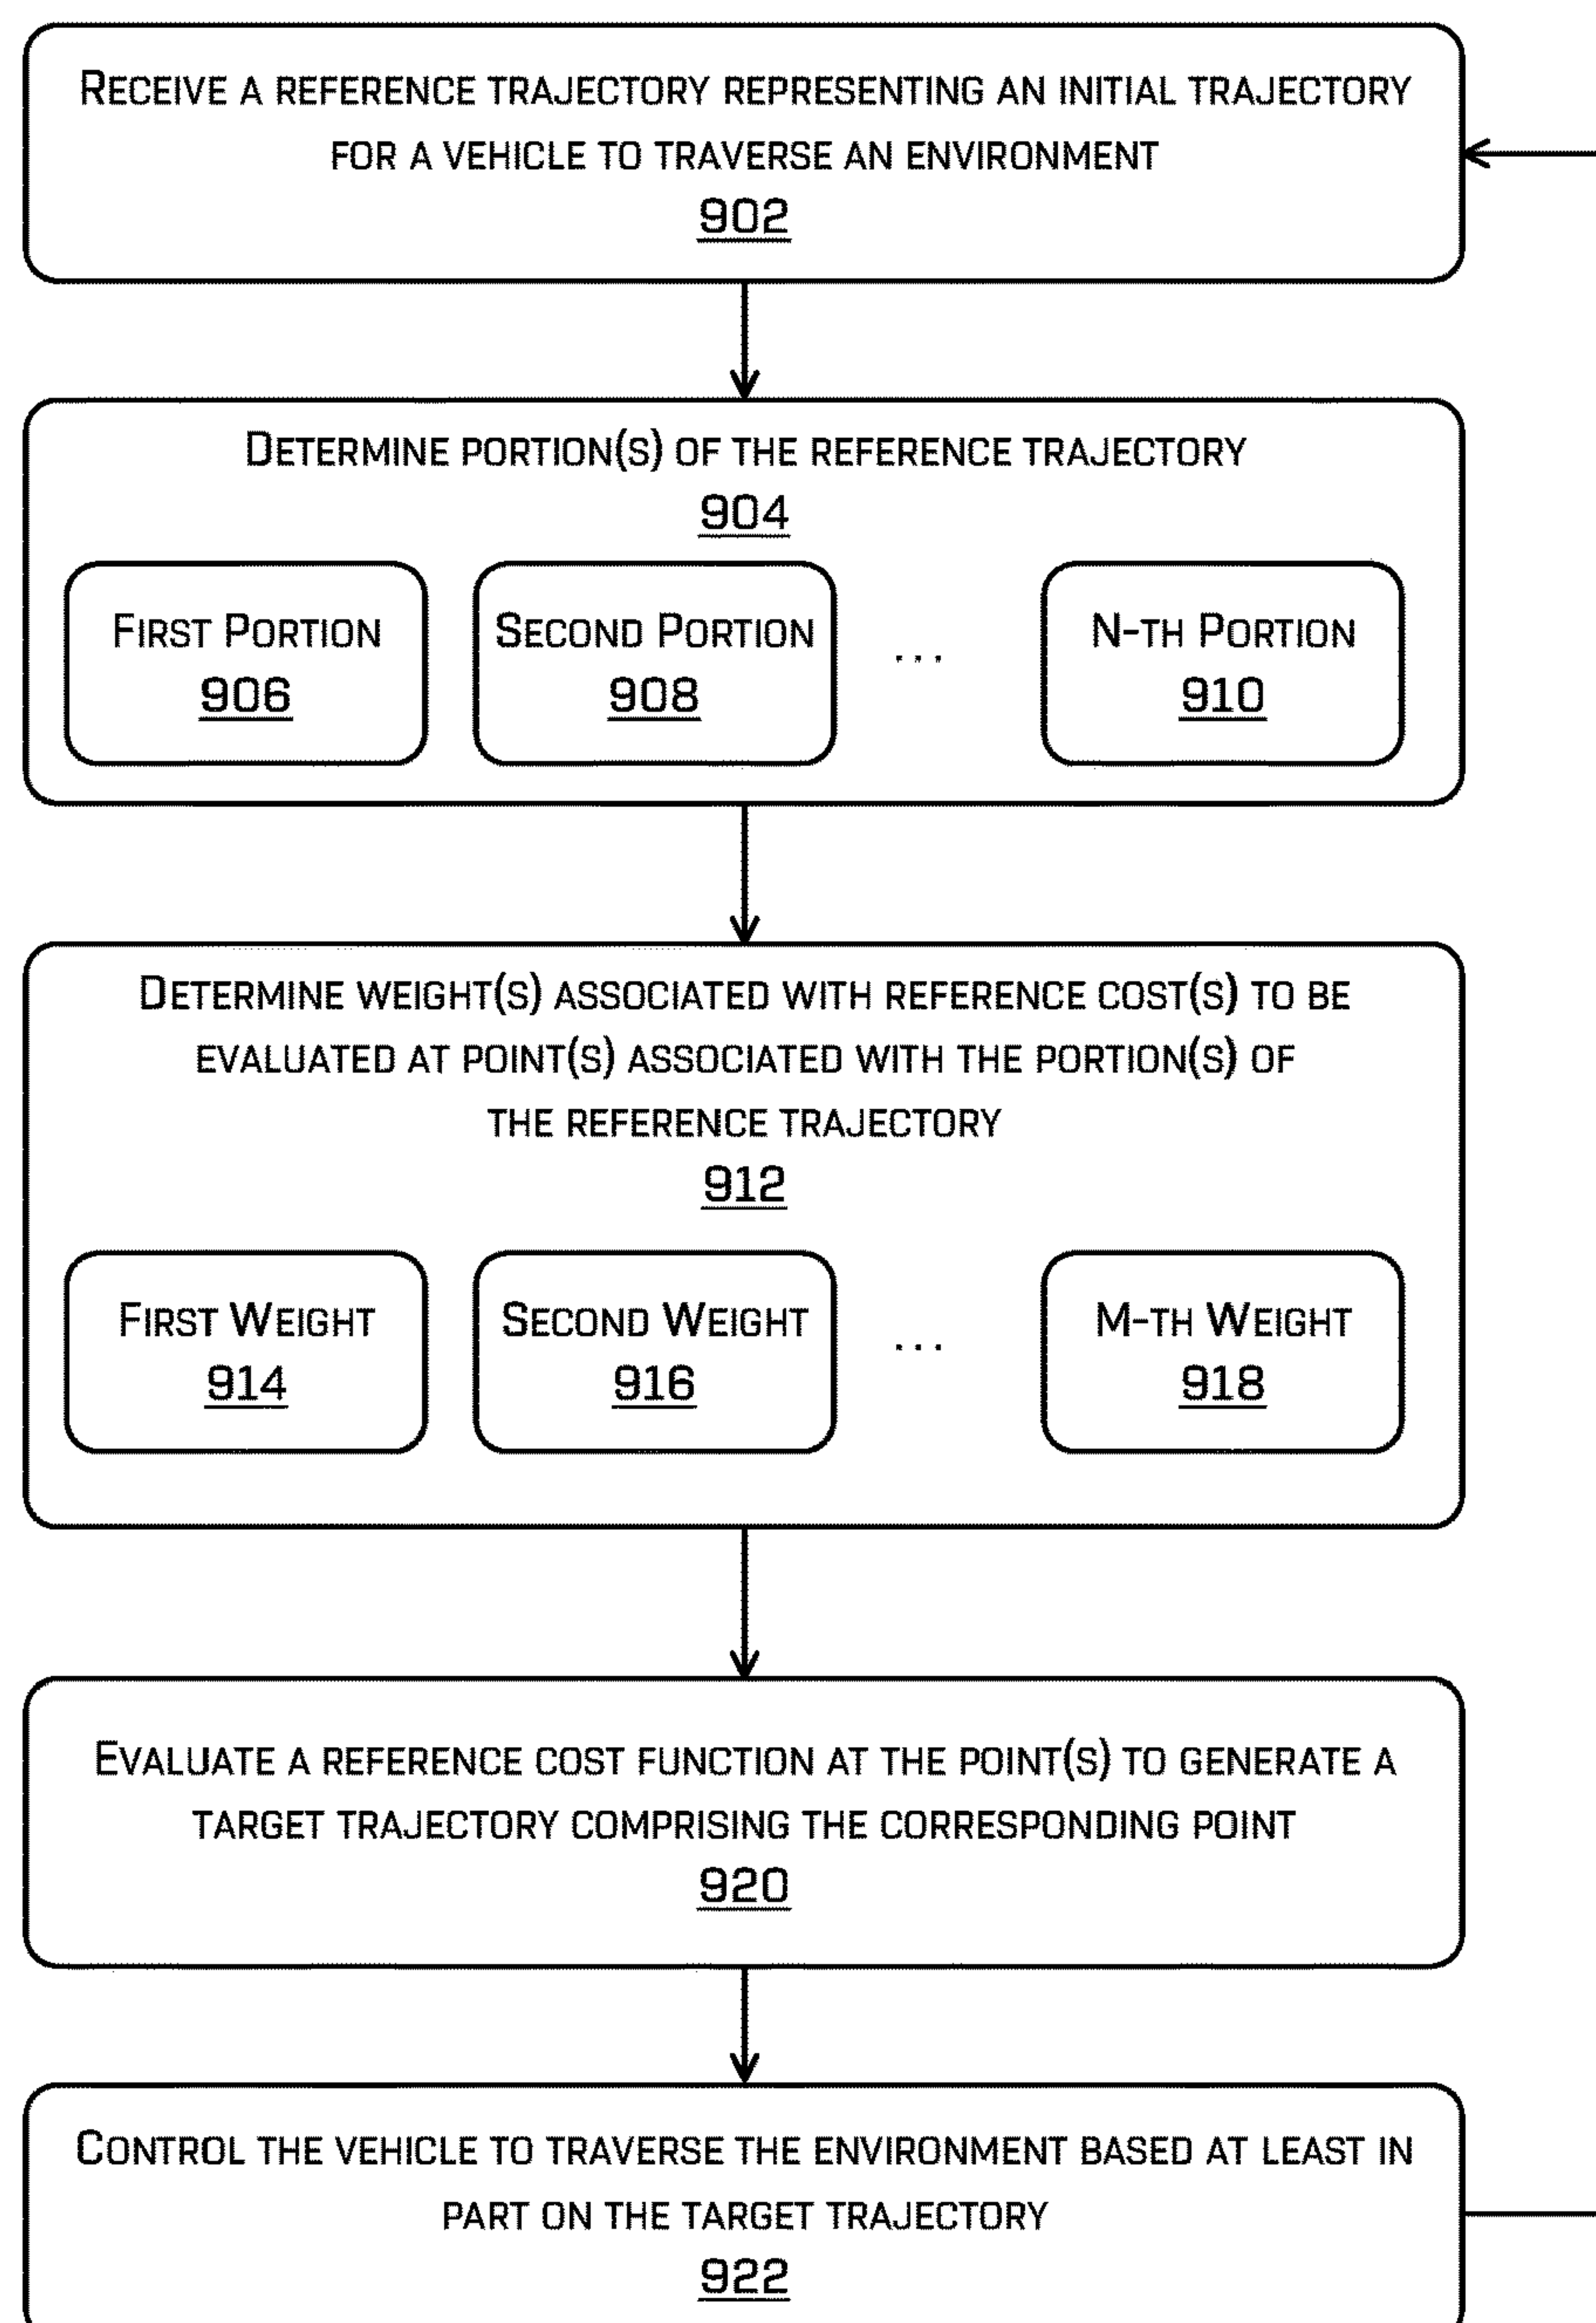 RECEIVE A REFERENCE TRAJECTORY REPRESENTING AN INITIAL TRAJECTORY
FOR A VEHICLE TO TRAVERSE AN ENVIRONMENT
902
DETERMINE PORTION(S) OF THE REFERENCE TRAJECTORY
904
FIRST PORTION
906
SECOND PORTION
908
...
N-TH PORTION
910
DETERMINE WEIGHT(S) ASSOCIATED WITH REFERENCE COST(S) TO BE
EVALUATED AT POINT(S) ASSOCIATED WITH THE PORTION(S) OF
THE REFERENCE TRAJECTORY
912
FIRST WEIGHT
914
SECOND WEIGHT
916
...
M-TH WEIGHT
918
EVALUATE A REFERENCE COST FUNCTION AT THE POINT(S) TO GENERATE A
TARGET TRAJECTORY COMPRISING THE CORRESPONDING POINT
920
CONTROL THE VEHICLE TO TRAVERSE THE ENVIRONMENT BASED AT LEAST IN
PART ON THE TARGET TRAJECTORY
922